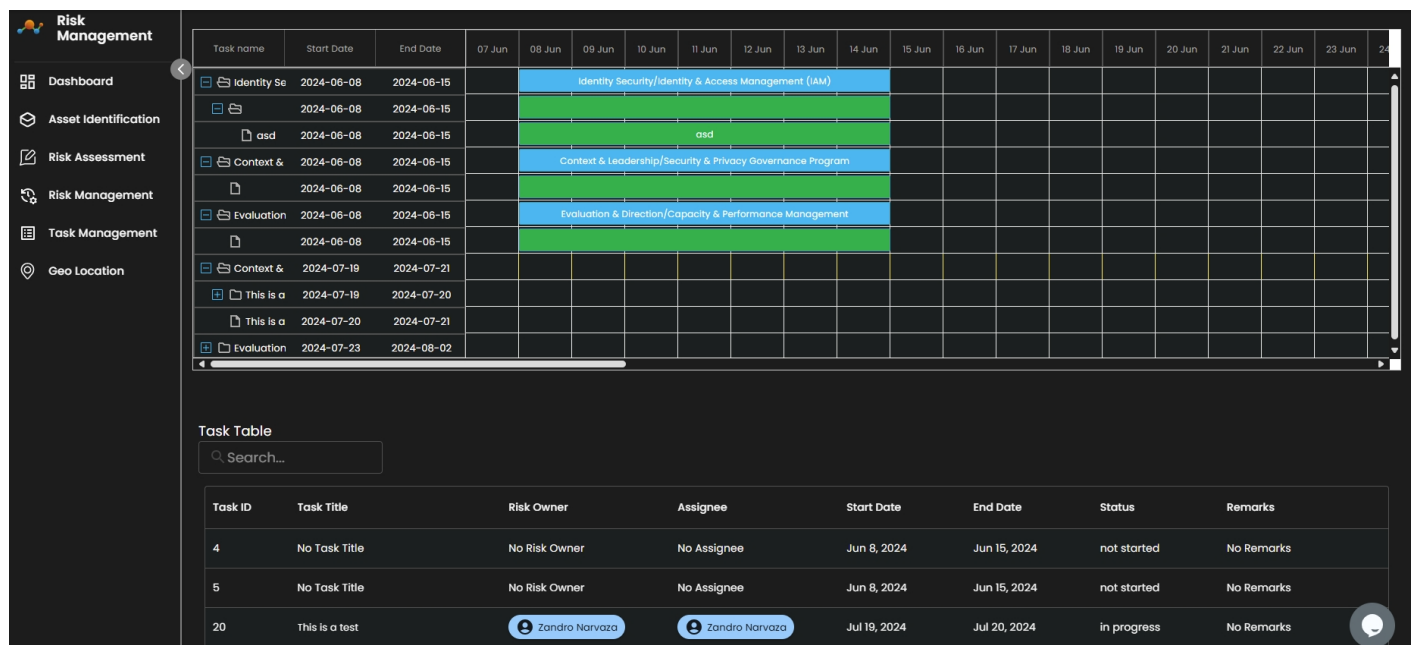 Risk
Management
Dashboard
Asset Identification
Risk Assessment
Risk Management
Task Management
Geo Location
Task name Start Date End Date 07 Jun 08 Jun 09 Jun 10 Jun 11 Jun 12 Jun 13 Jun 14 Jun 15 Jun 16 Jun 17 Jun 18 Jun 19 Jun 20 Jun 21 Jun 22 Jun 23 Jun 24
Identity Se 2024-06-08 2024-06-15 Identity Security/Identity & Access Management (IAM)
2024-06-08 2024-06-15
asd 2024-06-08 2024-06-15 asd
Context & 2024-06-08 2024-06-15 Context & Leadership/Security & Privacy Governance Program
2024-06-08 2024-06-15
Evaluation 2024-06-08 2024-06-15 Evaluation & Direction/Capacity & Performance Management
2024-06-08 2024-06-15
Context & 2024-07-19 2024-07-21
This is a 2024-07-19 2024-07-20
This is a 2024-07-20 2024-07-21
Evaluation 2024-07-23 2024-08-02
Task Table
Search...
Task ID Task Title Risk Owner Assignee Start Date End Date Status Remarks
4 No Task Title No Risk Owner No Assignee Jun 8, 2024 Jun 15, 2024 not started No Remarks
5 No Task Title No Risk Owner No Assignee Jun 8, 2024 Jun 15, 2024 not started No Remarks
20 This is a test Zandro Narvaza Zandro Narvaza Jul 19, 2024 Jul 20, 2024 in progress No Remarks